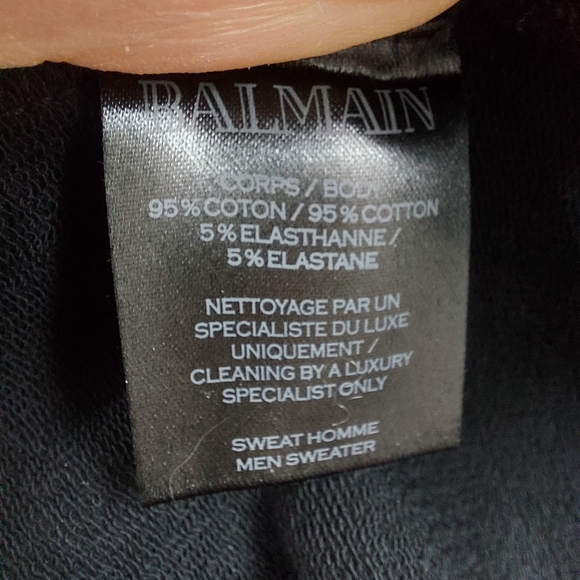 BALMAIN
CORPS / BODY
95% COTON / 95% COTTON
5% ELASTHANNE /
5% ELASTANE
NETTOYAGE PAR UN
SPECIALISTE DU LUXE
UNIQUEMENT /
CLEANING BY A LUXURY
SPECIALIST ONLY
SWEAT HOMME
MEN SWEATER